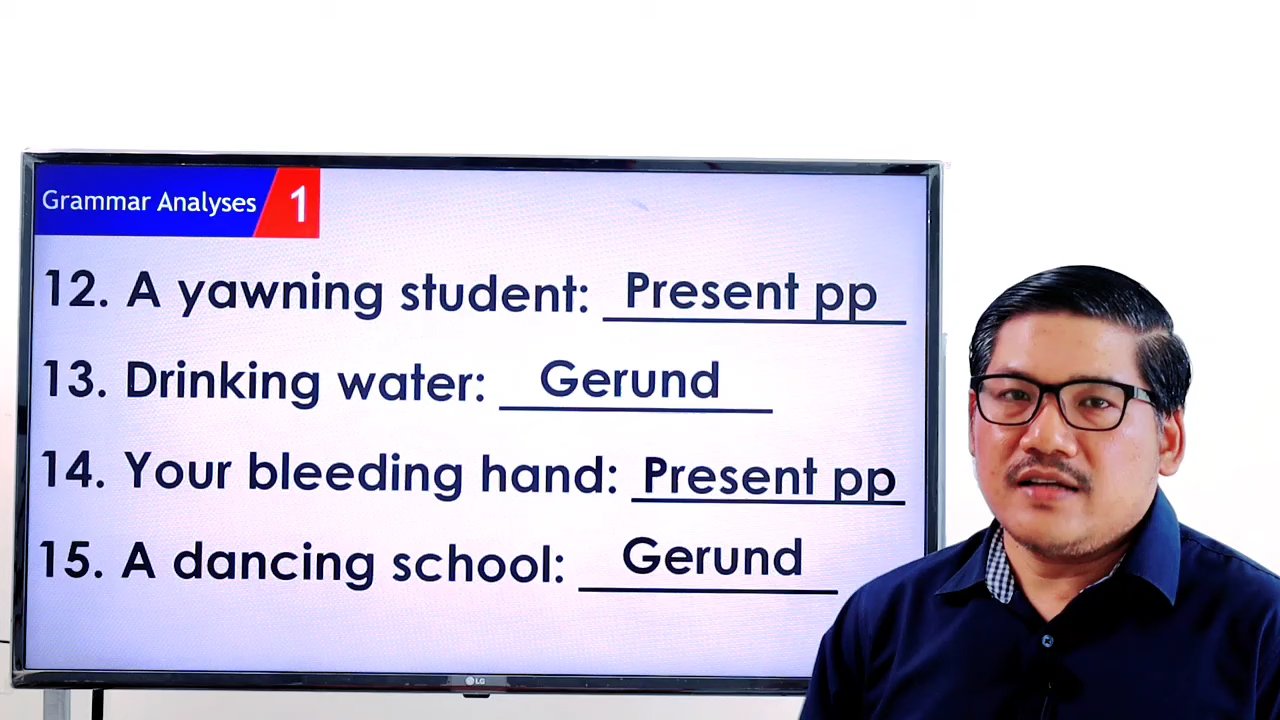 Grammar Analyses 1
12. A yawning student: Present pp
13. Drinking water: Gerund
14. Your bleeding hand: Present pp
15. A dancing school: Gerund
LG